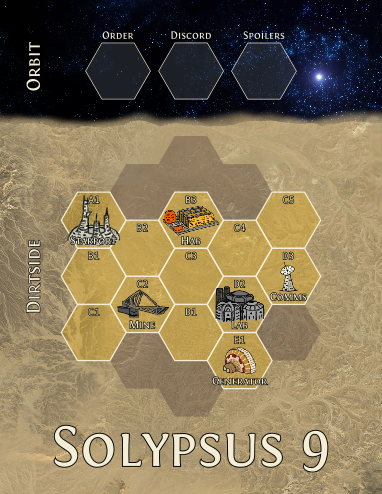 ORBIT
ORDER DISCORD SPOILERS
DIRTSIDE
A1 B3 C5
STARPORT B2 HAB C4
B1 C3 D3
C2 D2 COMMS
C1 MINE D1 LAB
E1
GENERATOR
SOLYPSUS 9